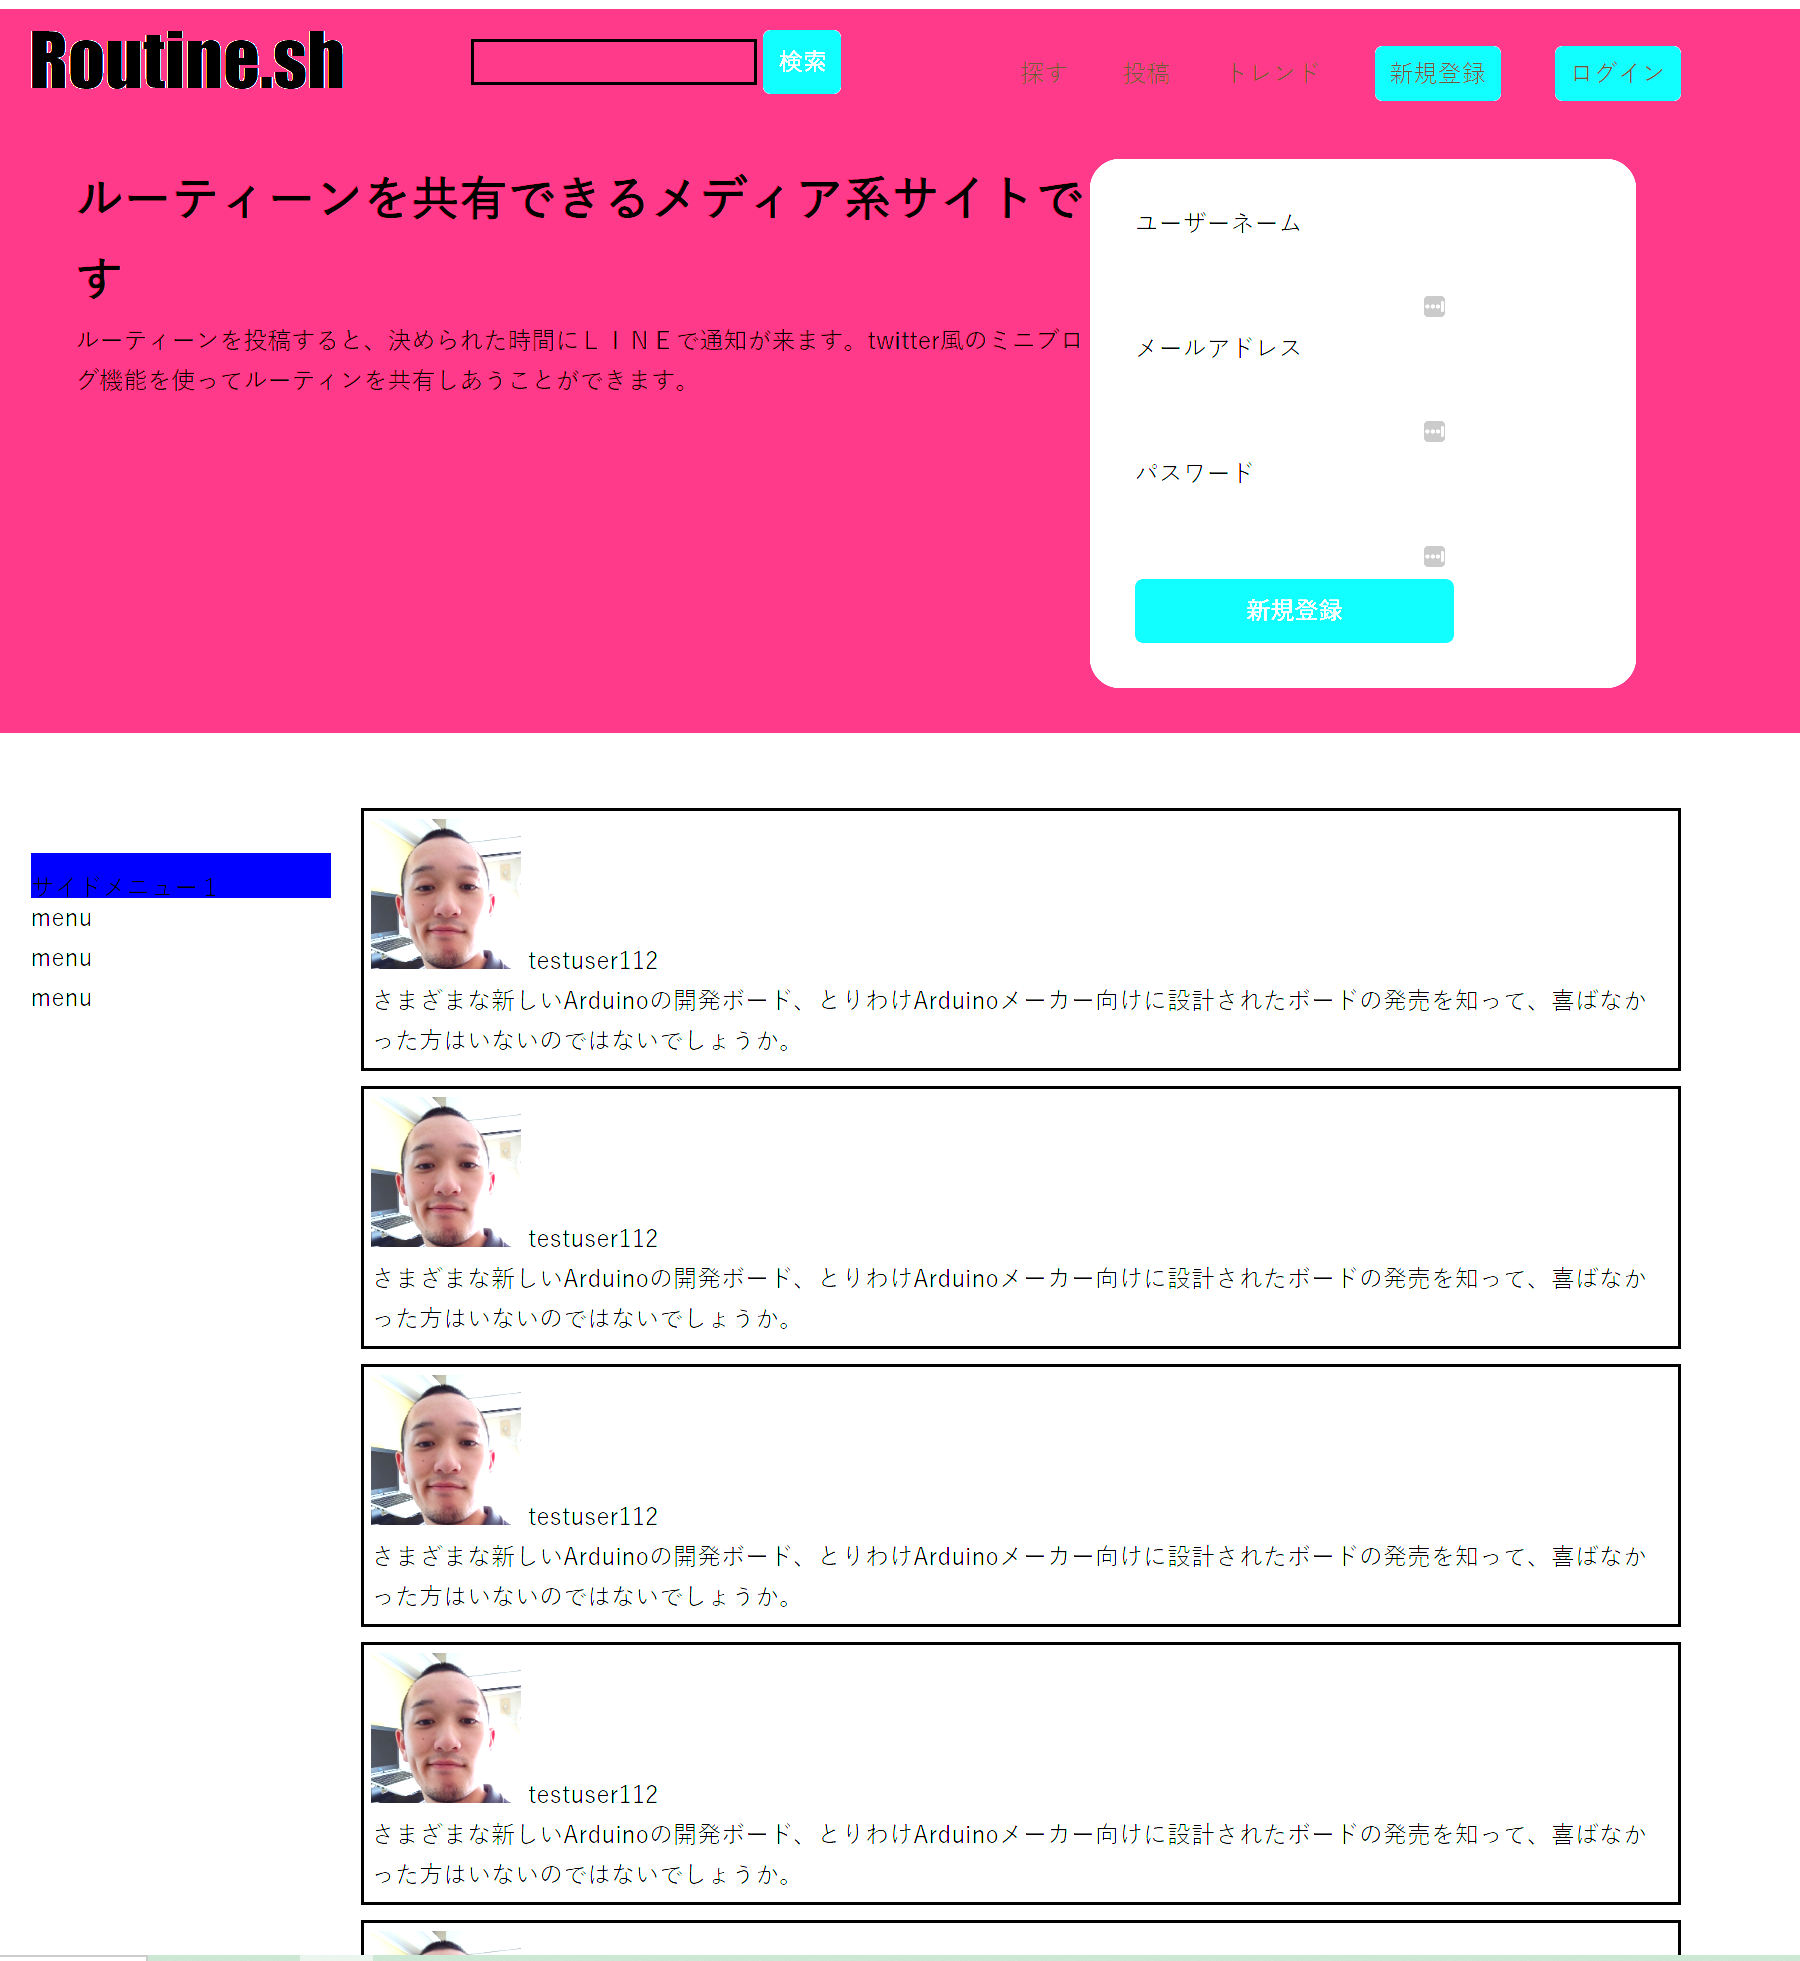 Routine.sh
検索
探す
投稿
トレンド
新規登録
ログイン
ルーティーンを共有できるメディア系サイトで
す
ルーティーンを投稿すると、決められた時間にＬＩＮＥで通知が来ます。twitter風のミニブロ
グ機能を使ってルーティンを共有しあうことができます。
ユーザーネーム
メールアドレス
パスワード
新規登録
サイドメニュー１
menu
menu
menu
testuser112
さまざまな新しいArduinoの開発ボード、とりわけArduinoメーカー向けに設計されたボードの発売を知って、喜ばなか
った方はいないのではないでしょうか。
testuser112
さまざまな新しいArduinoの開発ボード、とりわけArduinoメーカー向けに設計されたボードの発売を知って、喜ばなか
った方はいないのではないでしょうか。
testuser112
さまざまな新しいArduinoの開発ボード、とりわけArduinoメーカー向けに設計されたボードの発売を知って、喜ばなか
った方はいないのではないでしょうか。
testuser112
さまざまな新しいArduinoの開発ボード、とりわけArduinoメーカー向けに設計されたボードの発売を知って、喜ばなか
った方はいないのではないでしょうか。